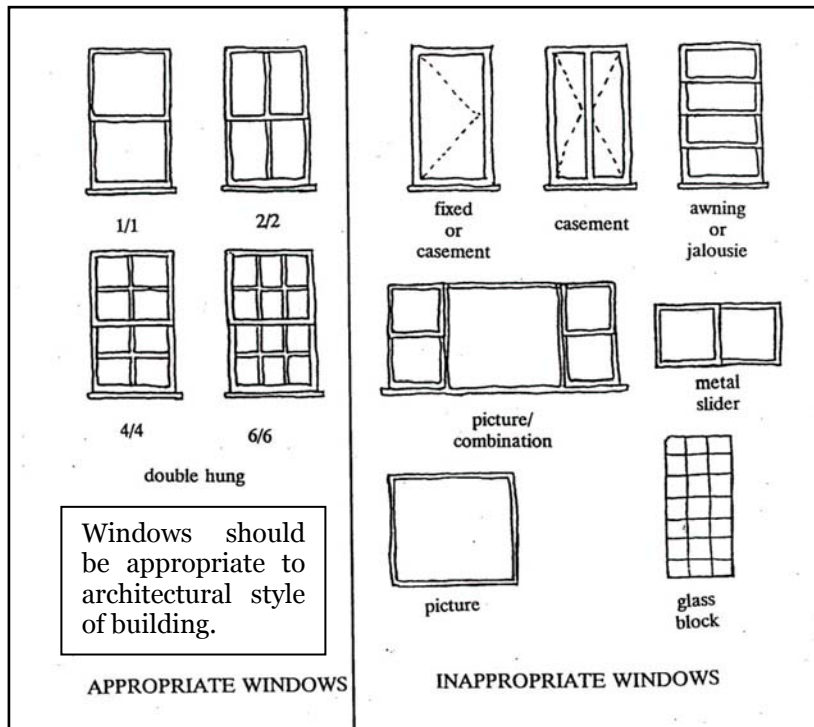 1/1
2/2
4/4
6/6
double hung
Windows should
be appropriate to
architectural style
of building.
APPROPRIATE WINDOWS
fixed
or
casement
casement
awning
or
jalousie
picture/
combination
metal
slider
picture
glass
block
INAPPROPRIATE WINDOWS